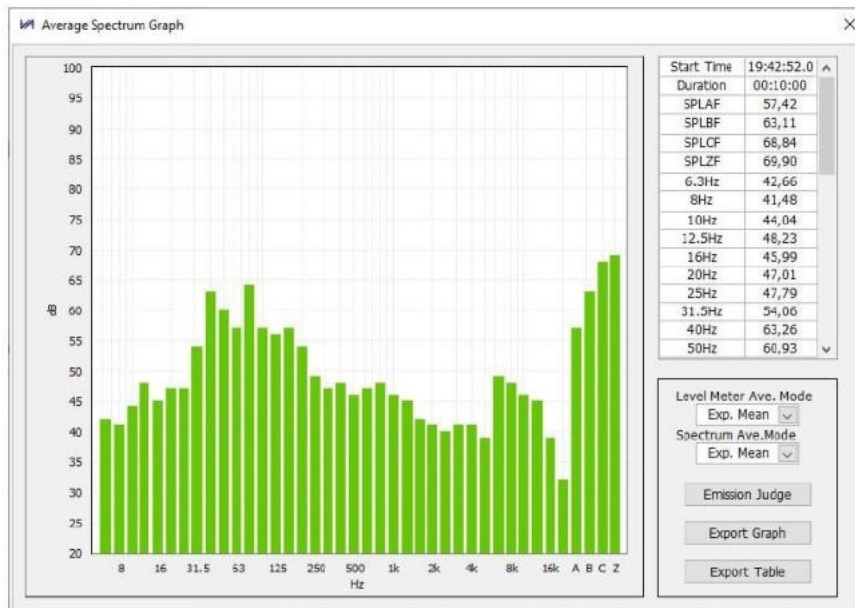 Average Spectrum Graph
100
95
90
85
80
75
70
65
60
55
50
45
40
35
30
25
20
dB
8 16 31.5 63 125 250 500 1k 2k 4k 8k 16k A B C Z
Hz
Start Time 19:42:52.0
Duration 00:10:00
SPLAF 57,42
SPLBF 63,11
SPLCF 68,84
SPLZF 69,90
6.3Hz 42,66
8Hz 41,48
10Hz 44,04
12.5Hz 48,23
16Hz 45,99
20Hz 47,01
25Hz 47,79
31.5Hz 54,06
40Hz 63,26
50Hz 60,93
Level Meter Ave. Mode
Exp. Mean
Spectrum Ave.Mode
Exp. Mean
Emission Judge
Export Graph
Export Table